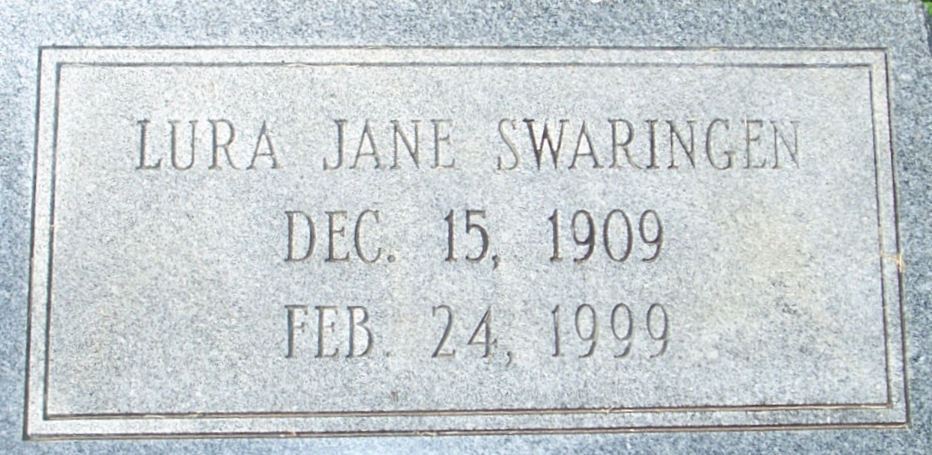 LURA JANE SWARINGEN
DEC. 15, 1909
FEB. 24, 1999